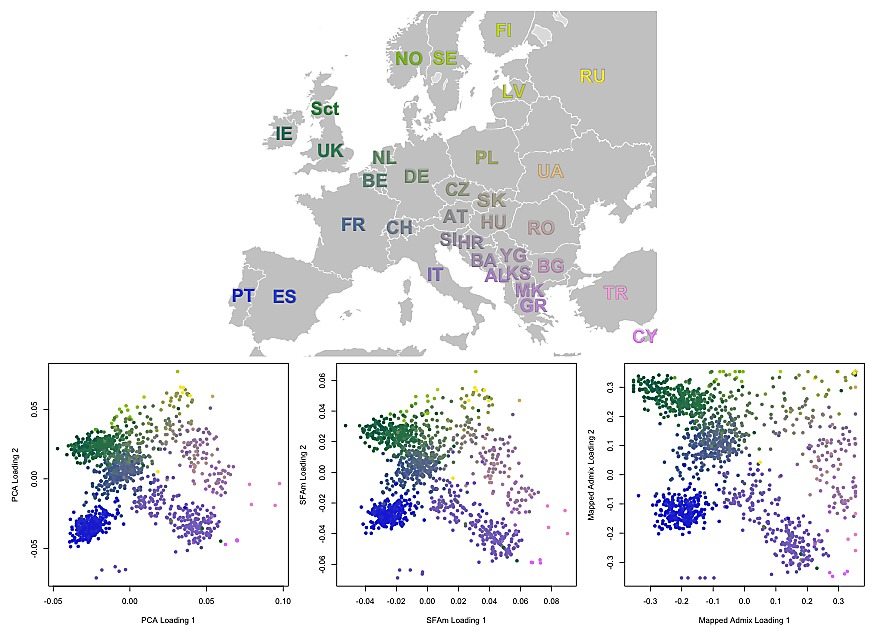 FI
NO SE
RU
LV
Sct
IE
UK
NL
PL
BE DE
UA
CZ
SK
AT
FR CH HU RO
SI HR
BA YG
IT AL KS BG
PT ES MK TR
GR
CY
PCA Loading 2
0.05
0.00
-0.05
-0.05 0.00 0.05 0.10
PCA Loading 1
SFAm Loading 2
0.06
0.04
0.02
0.00
-0.02
-0.04
-0.06
-0.04 -0.02 0.00 0.02 0.04 0.06 0.08
SFAm Loading 1
Mapped Admix Loading 2
0.3
0.2
0.1
0.0
-0.1
-0.2
-0.3
-0.3 -0.2 -0.1 0.0 0.1 0.2 0.3
Mapped Admix Loading 1